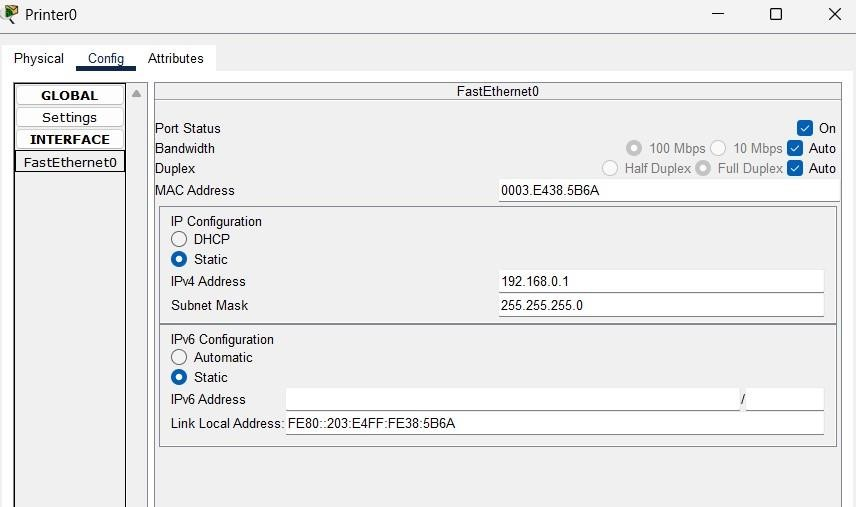 Printer0
Physical Config Attributes
GLOBAL
Settings
INTERFACE
FastEthernet0
FastEthernet0
Port Status On
Bandwidth 100 Mbps 10 Mbps Auto
Duplex Half Duplex Full Duplex Auto
MAC Address 0003.E438.5B6A
IP Configuration
DHCP
Static
IPv4 Address 192.168.0.1
Subnet Mask 255.255.255.0
IPv6 Configuration
Automatic
Static
IPv6 Address /
Link Local Address: FE80::203:E4FF:FE38:5B6A